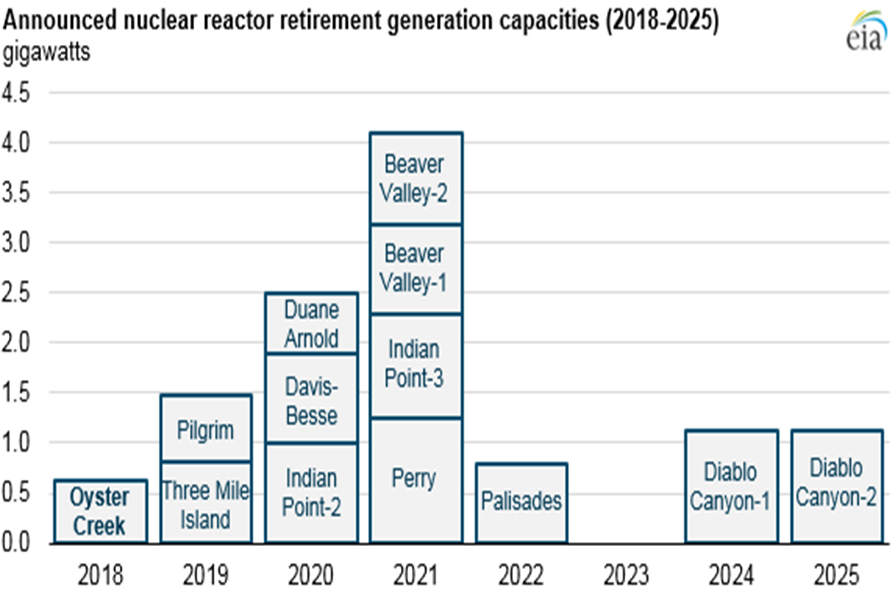 Announced nuclear reactor retirement generation capacities (2018-2025)
gigawatts
eia
4.5
4.0
3.5
3.0
2.5
2.0
1.5
1.0
0.5
0.0
Oyster
Creek
Pilgrim
Three Mile
Island
Duane
Arnold
Davis-
Besse
Indian
Point-2
Beaver
Valley-2
Beaver
Valley-1
Indian
Point-3
Perry
Palisades
Diablo
Canyon-1
Diablo
Canyon-2
2018
2019
2020
2021
2022
2023
2024
2025